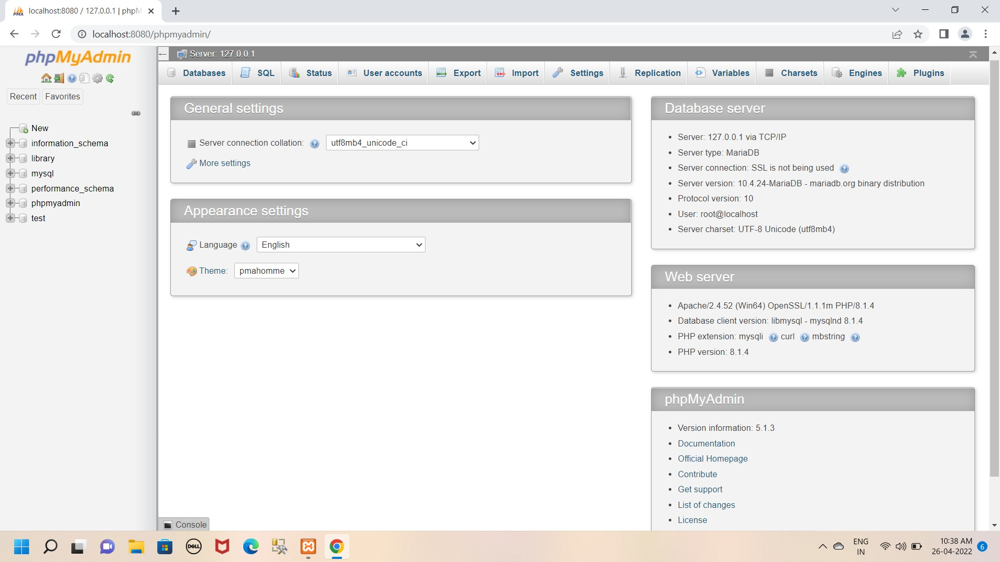 localhost:8080 / 127.0.0.1 | phpM
localhost:8080/phpmyadmin/
phpMyAdmin
Recent
Favorites
New
information_schema
library
mysql
performance_schema
phpmyadmin
test
Server: 127.0.0.1
Databases
SQL
Status
User accounts
Export
Import
Settings
Replication
Variables
Charsets
Engines
Plugins
General settings
Server connection collation:
utf8mb4_unicode_ci
More settings
Appearance settings
Language
English
Theme:
pmahomme
Database server
Server: 127.0.0.1 via TCP/IP
Server type: MariaDB
Server connection: SSL is not being used
Server version: 10.4.24-MariaDB - mariadb.org binary distribution
Protocol version: 10
User: root@localhost
Server charset: UTF-8 Unicode (utf8mb4)
Web server
Apache/2.4.52 (Win64) OpenSSL/1.1.1m PHP/8.1.4
Database client version: libmysql - mysqlnd 8.1.4
PHP extension: mysqli curl mbstring
PHP version: 8.1.4
phpMyAdmin
Version information: 5.1.3
Documentation
Official Homepage
Contribute
Get support
List of changes
License
Console
DELL
ENG
IN
10:38 AM
26-04-2022
6